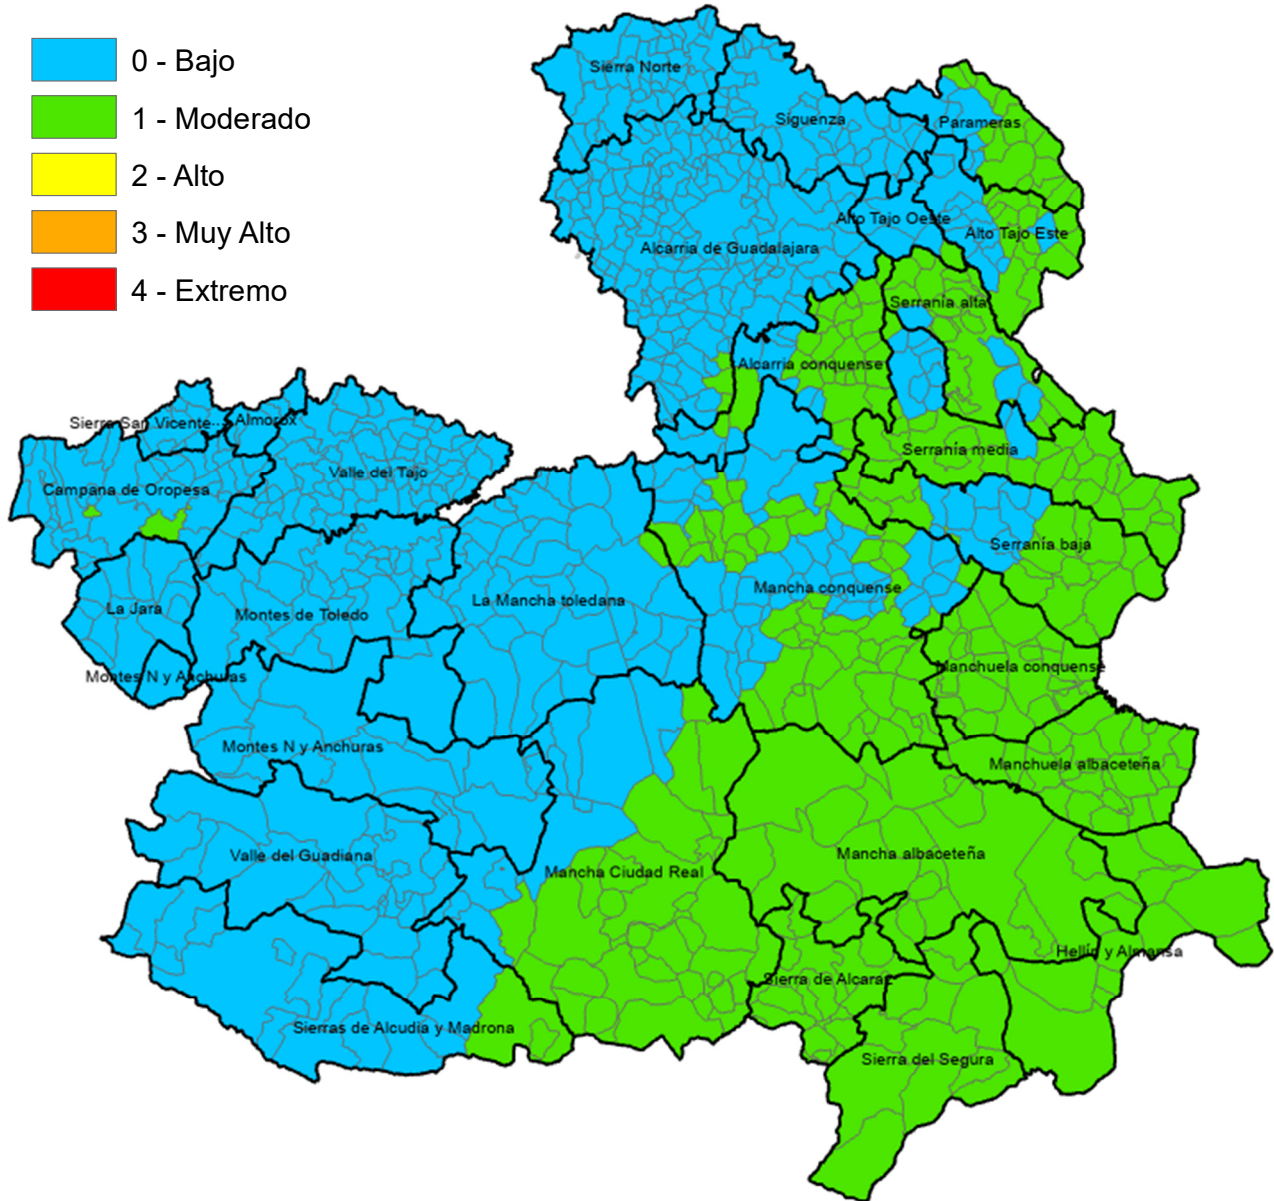 0 - Bajo
1 - Moderado
2 - Alto
3 - Muy Alto
4 - Extremo
Sierra Norte
Siguenza
Parameras
Alto Tajo Oeste
Alto Tajo Este
Alcarria de Guadalajara
Serranía alta
Alcarria conquense
Sierra San Vicente
Almorox
Serranía media
Valle del Tajo
Campana de Oropesa
Serranía baja
Mancha conquense
La Mancha toledana
La Jara
Montes de Toledo
Manchuela conquense
Montes N y Anchuras
Montes N y Anchuras
Manchuela albaceteña
Mancha albaceteña
Valle del Guadiana
Mancha Ciudad Real
Hellín y Almansa
Sierra de Alcaraz
Sierras de Alcudia y Madrona
Sierra del Segura